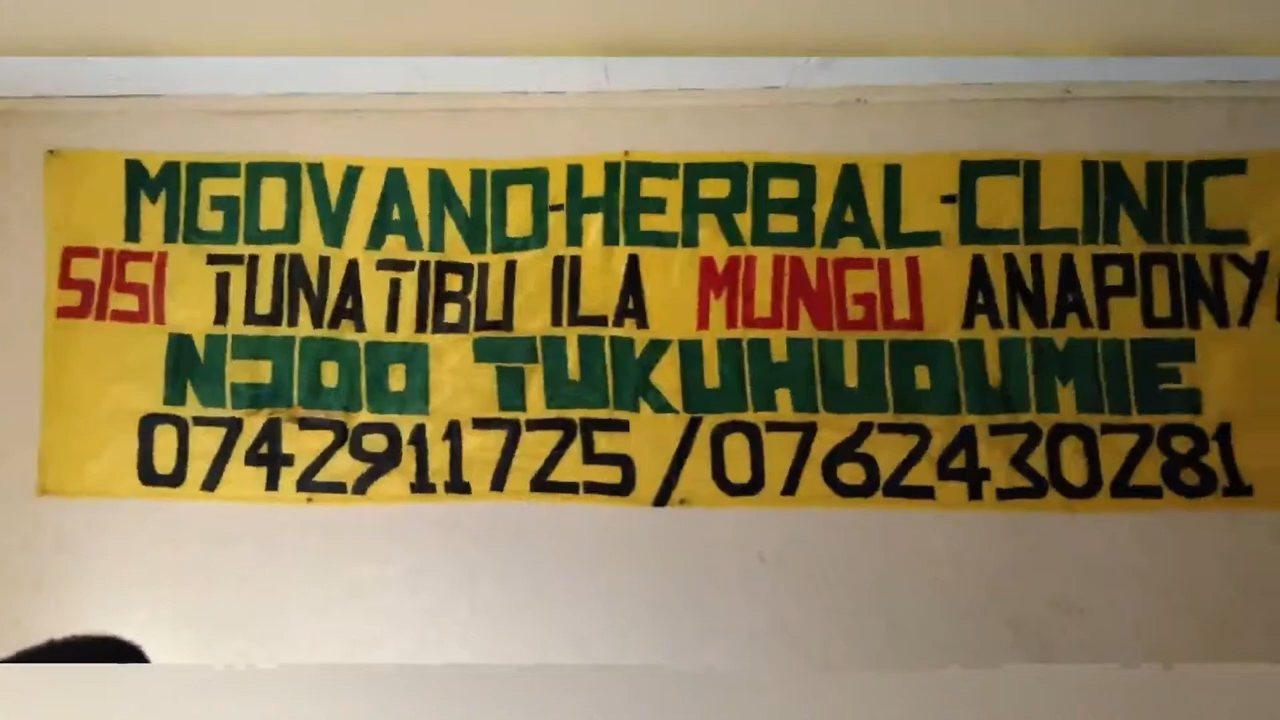 MGOVANO-HERBAL-CLINIC
SISI TUNATIBU ILA MUNGU ANAPONY
NJOO TUKUHUDUMIE
0742911725/0762430281